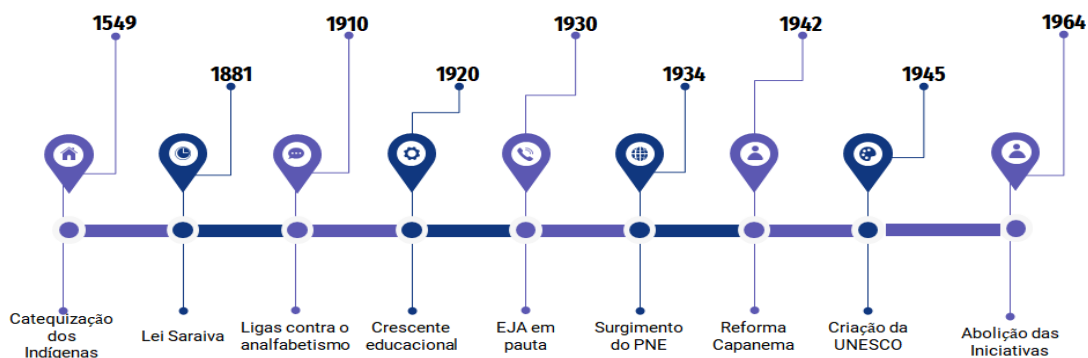 1549
1910
1930
1942
1964
1881
1920
1934
1945
Catequização
dos
Indígenas
Lei Saraiva
Ligas contra o
analfabetismo
Crescente
educacional
EJA em
pauta
Surgimento
do PNE
Reforma
Capanema
Criação da
UNESCO
Abolição das
Iniciativas